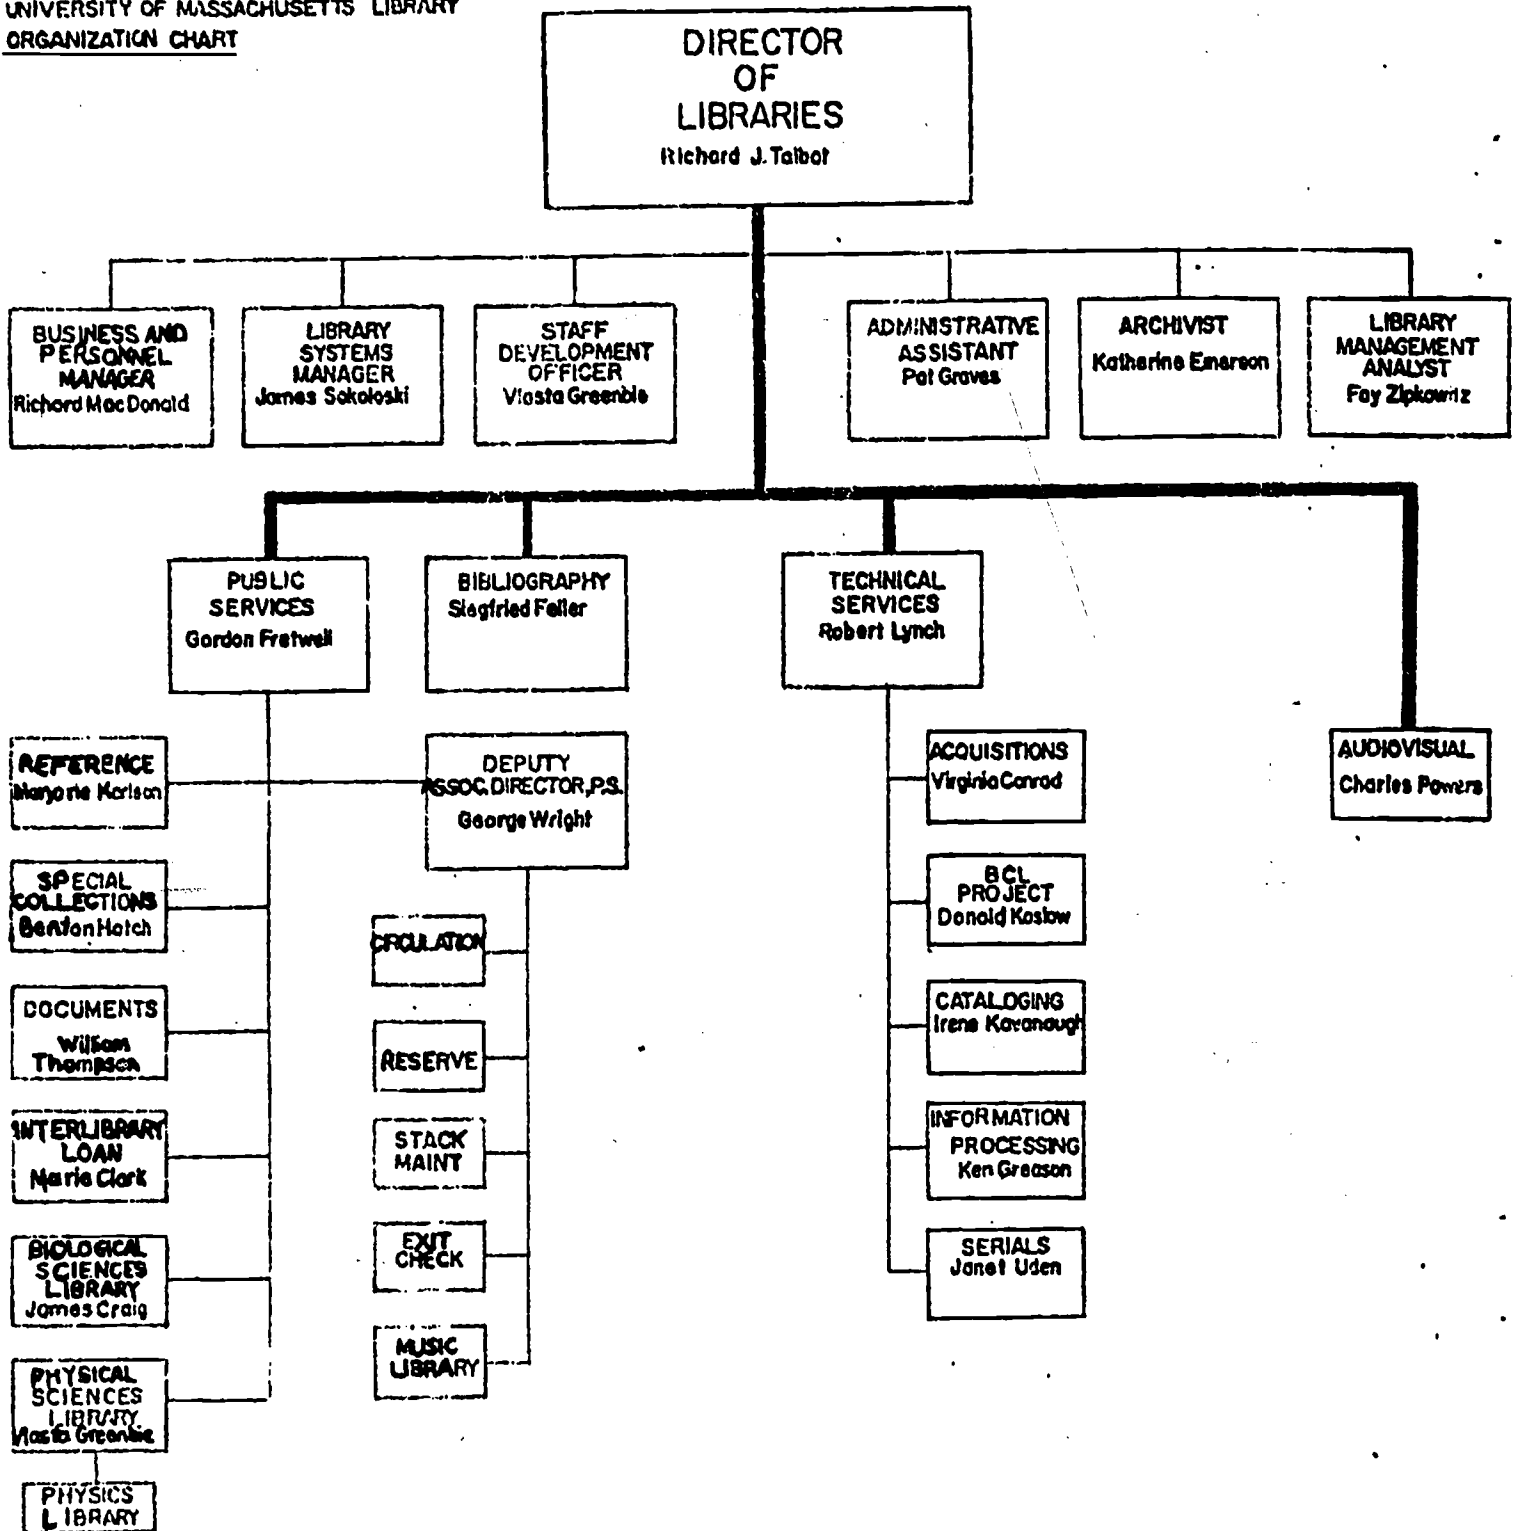 UNIVERSITY OF MASSACHUSETTS LIBRARY
ORGANIZATION CHART
DIRECTOR
OF
LIBRARIES
Richard J. Talbot
BUSINESS AND
PERSONNEL
MANAGER
Richard MacDonald
LIBRARY
SYSTEMS
MANAGER
James Sokoloski
STAFF
DEVELOPMENT
OFFICER
Vlasta Greenbie
ADMINISTRATIVE
ASSISTANT
Pat Graves
ARCHIVIST
Katherine Emerson
LIBRARY
MANAGEMENT
ANALYST
Fay Zipkowitz
PUBLIC
SERVICES
Gordon Fretwell
BIBLIOGRAPHY
Siegfried Feller
TECHNICAL
SERVICES
Robert Lynch
AUDIOVISUAL
Charles Powers
REFERENCE
Marjorie Karlson
SPECIAL
COLLECTIONS
Benton Hatch
DOCUMENTS
William
Thompson
INTERLIBRARY
LOAN
Marie Clark
BIOLOGICAL
SCIENCES
LIBRARY
James Craig
PHYSICAL
SCIENCES
LIBRARY
Vlasta Greenbie
PHYSICS
LIBRARY
DEPUTY
ASSOC. DIRECTOR, P.S.
George Wright
CIRCULATION
RESERVE
STACK
MAINT
EXIT
CHECK
MUSIC
LIBRARY
ACQUISITIONS
Virginia Conrad
BCL
PROJECT
Donald Koslow
CATALOGING
Irene Kavanaugh
INFORMATION
PROCESSING
Ken Greason
SERIALS
Janet Uden